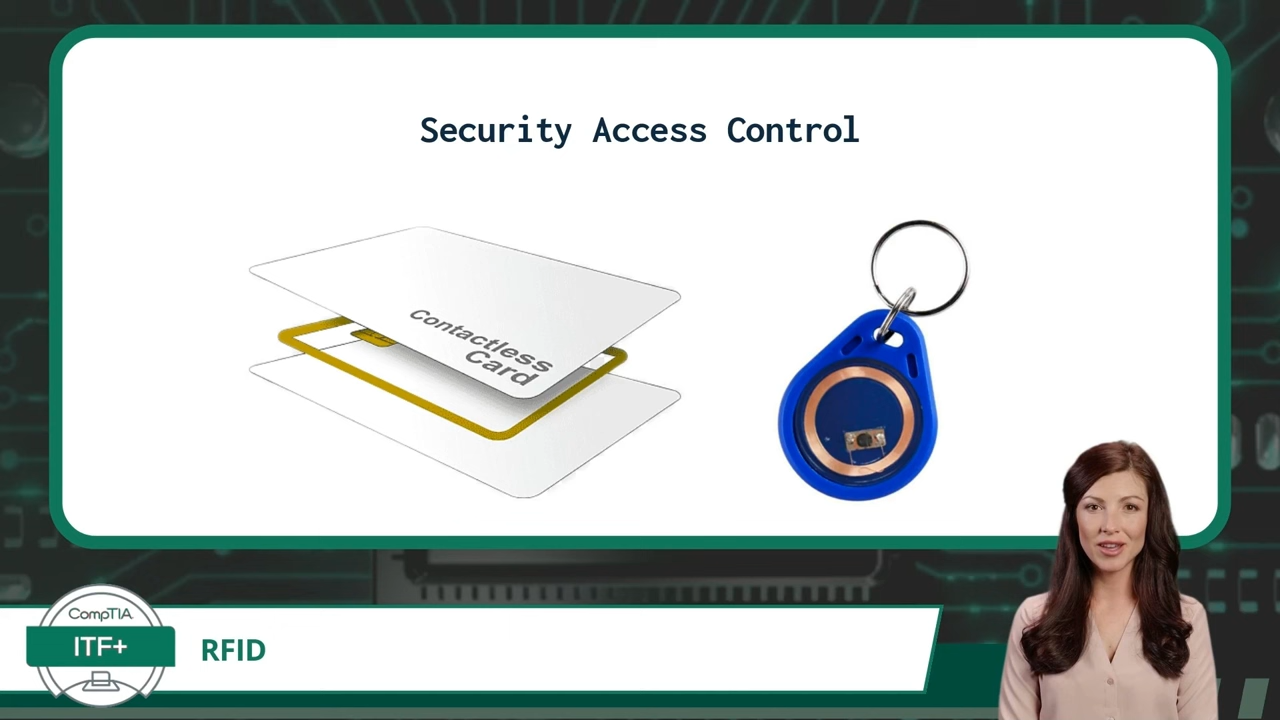 Security Access Control
Contactless
Card
CompTIA.
ITF+
RFID